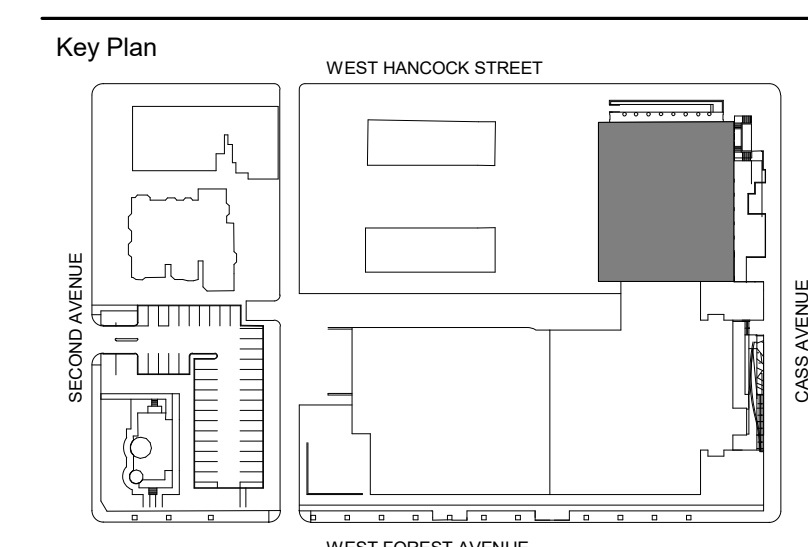 Key Plan
WEST HANCOCK STREET
SECOND AVENUE
CASS AVENUE
WEST FOREST AVENUE